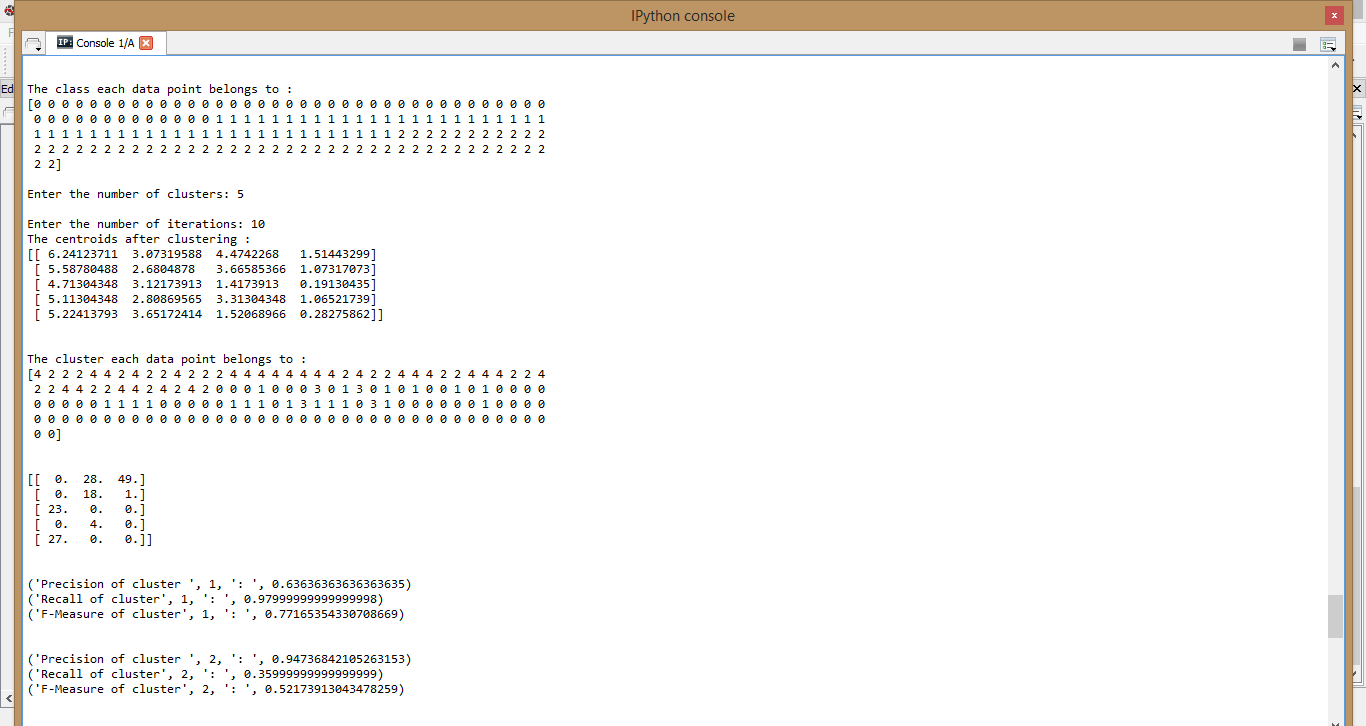 IPython console
IP: Console 1/A
Ed
The class each data point belongs to :
[0 0 0 0 0 0 0 0 0 0 0 0 0 0 0 0 0 0 0 0 0 0 0 0 0 0 0 0 0 0 0 0 0 0 0 0 0
 0 0 0 0 0 0 0 0 0 0 0 0 0 1 1 1 1 1 1 1 1 1 1 1 1 1 1 1 1 1 1 1 1 1 1 1 1
 1 1 1 1 1 1 1 1 1 1 1 1 1 1 1 1 1 1 1 1 1 1 1 1 1 1 2 2 2 2 2 2 2 2 2 2 2
 2 2 2 2 2 2 2 2 2 2 2 2 2 2 2 2 2 2 2 2 2 2 2 2 2 2 2 2 2 2 2 2 2 2 2 2 2
 2 2]
Enter the number of clusters: 5
Enter the number of iterations: 10
The centroids after clustering :
[[ 6.24123711  3.07319588  4.4742268   1.51443299]
 [ 5.58780488  2.6804878   3.66585366  1.07317073]
 [ 4.71304348  3.12173913  1.4173913   0.19130435]
 [ 5.11304348  2.80869565  3.31304348  1.06521739]
 [ 5.22413793  3.65172414  1.52068966  0.28275862]]
The cluster each data point belongs to :
[4 2 2 2 4 4 2 4 2 2 4 2 2 2 4 4 4 4 4 4 4 4 2 4 2 2 4 4 4 2 2 4 4 4 2 2 4
 2 2 4 4 2 2 4 4 2 4 2 4 2 0 0 0 1 0 0 0 3 0 1 3 0 1 0 1 0 0 1 0 1 0 0 0 0
 0 0 0 0 0 1 1 1 1 0 0 0 0 0 1 1 1 0 1 3 1 1 1 0 3 1 0 0 0 0 0 0 1 0 0 0 0
 0 0 0 0 0 0 0 0 0 0 0 0 0 0 0 0 0 0 0 0 0 0 0 0 0 0 0 0 0 0 0 0 0 0 0 0 0
 0 0]
[[  0.  28.  49.]
 [  0.  18.   1.]
 [ 23.   0.   0.]
 [  0.   4.   0.]
 [ 27.   0.   0.]]
('Precision of cluster ', 1, ': ', 0.63636363636363635)
('Recall of cluster', 1, ': ', 0.97999999999999998)
('F-Measure of cluster', 1, ': ', 0.77165354330708669)
('Precision of cluster ', 2, ': ', 0.94736842105263153)
('Recall of cluster', 2, ': ', 0.35999999999999999)
('F-Measure of cluster', 2, ': ', 0.52173913043478259)